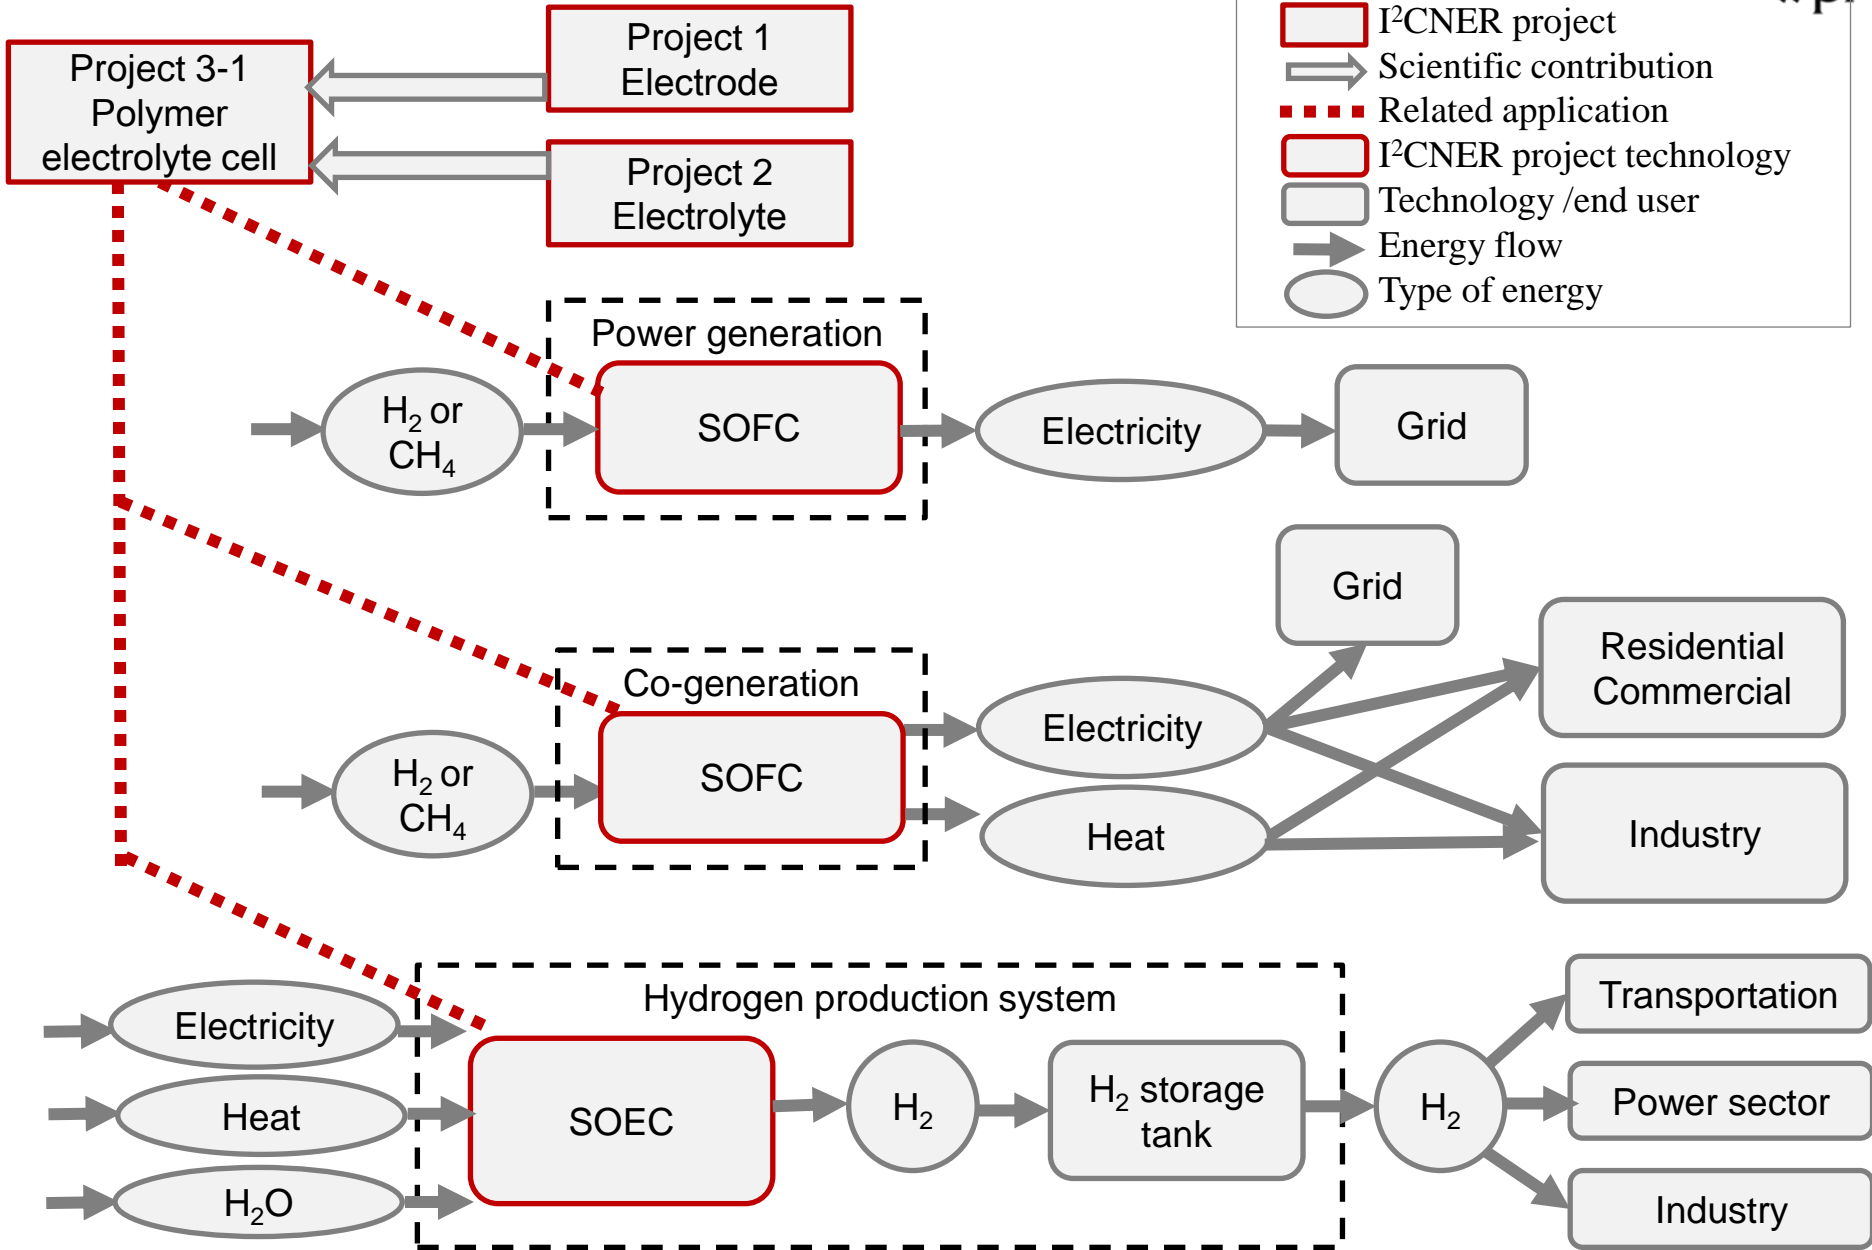 Project 3-1
Polymer
electrolyte cell
Project 1
Electrode
Project 2
Electrolyte
I²CNER project
Scientific contribution
Related application
I²CNER project technology
Technology /end user
Energy flow
Type of energy
Power generation
H₂ or
CH₄
SOFC
Electricity
Grid
Co-generation
H₂ or
CH₄
SOFC
Electricity
Heat
Grid
Residential
Commercial
Industry
Hydrogen production system
Electricity
Heat
H₂O
SOEC
H₂
H₂ storage
tank
H₂
Transportation
Power sector
Industry